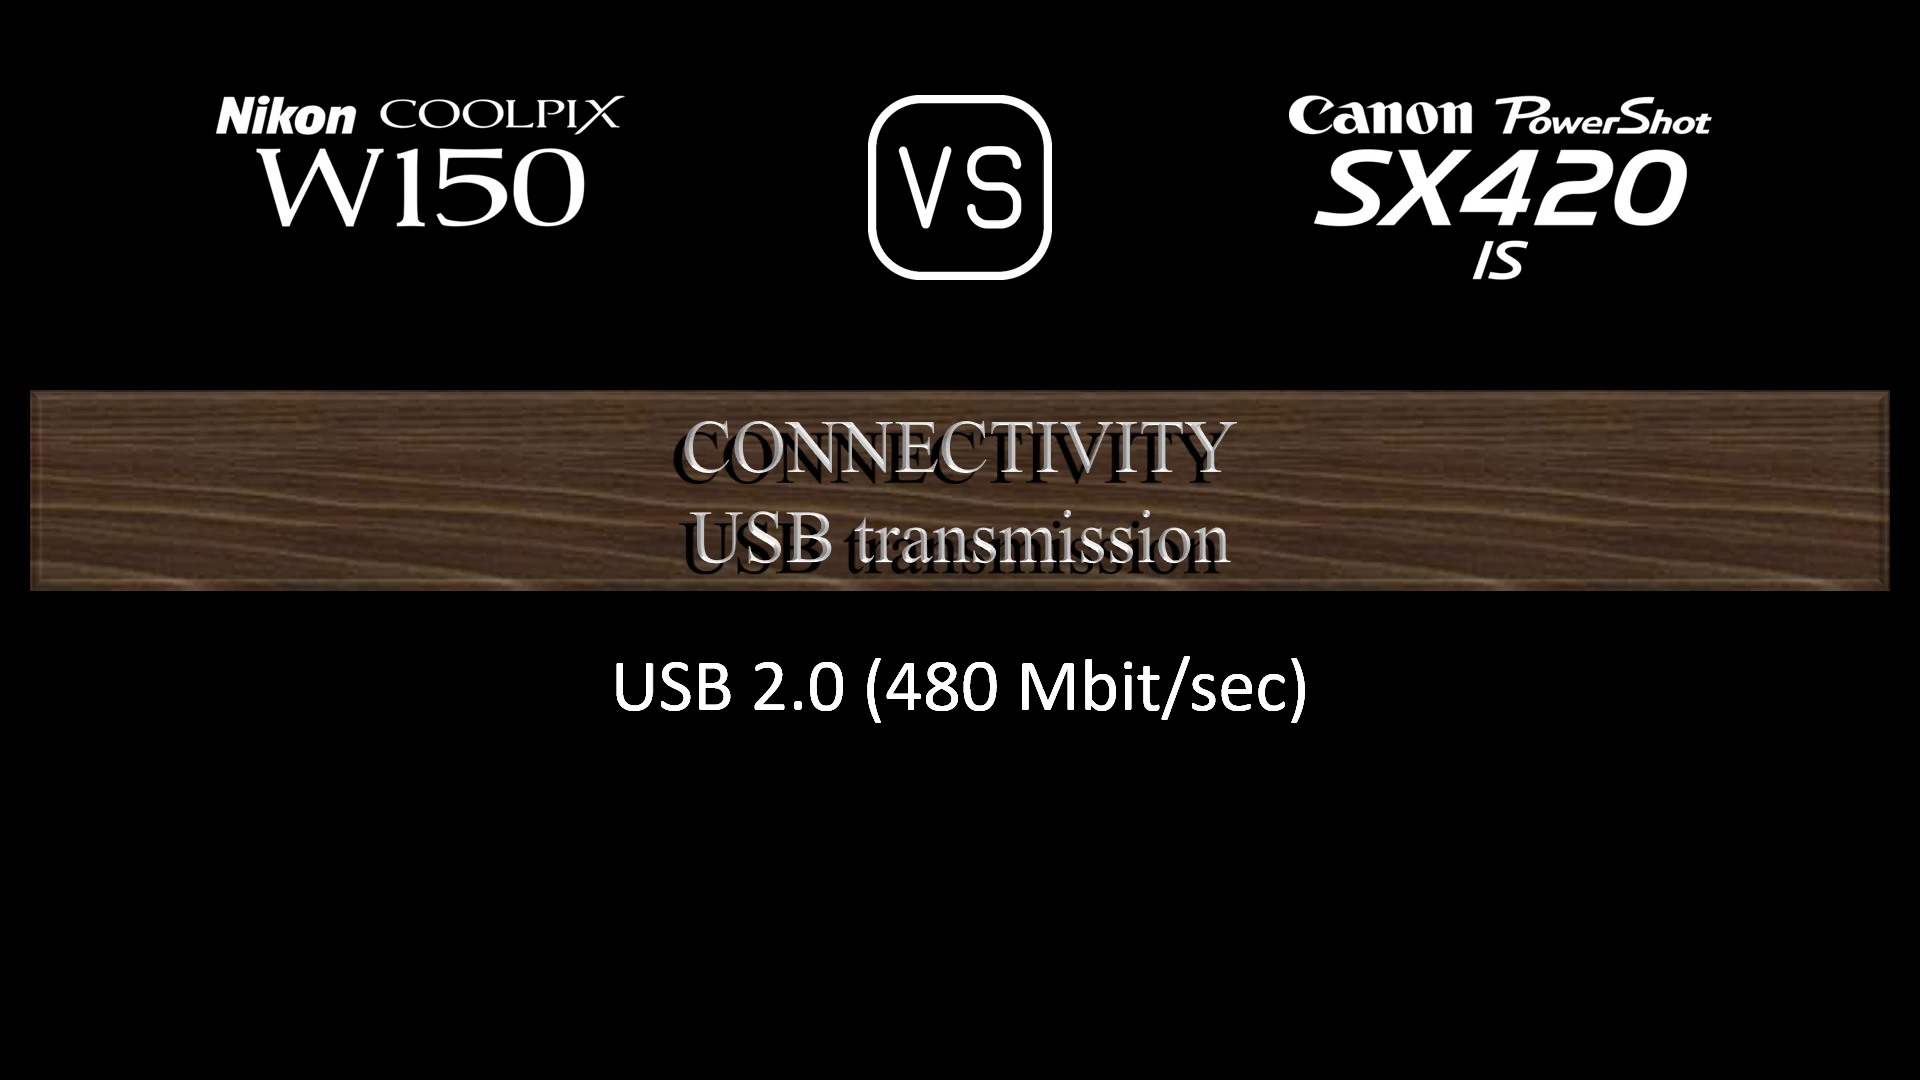 Nikon COOLPIX
W150
VS
Canon PowerShot
SX420
IS
CONNECTIVITY
USB transmission
USB 2.0 (480 Mbit/sec)